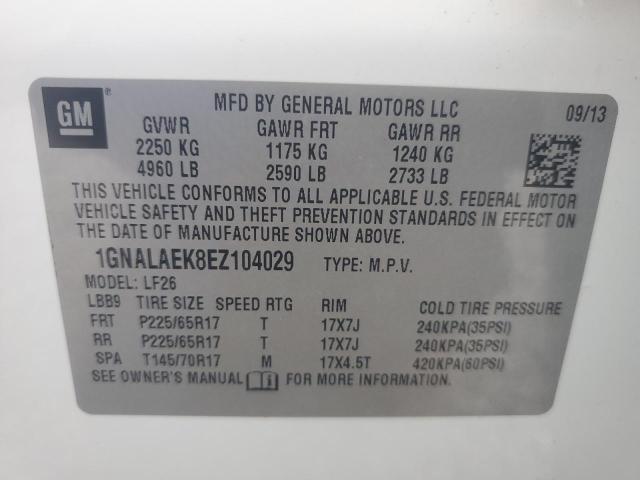 GM
®
MFD BY GENERAL MOTORS LLC 09/13
GVWR GAWR FRT GAWR RR
2250 KG 1175 KG 1240 KG
4960 LB 2590 LB 2733 LB
THIS VEHICLE CONFORMS TO ALL APPLICABLE U.S. FEDERAL MOTOR
VEHICLE SAFETY AND THEFT PREVENTION STANDARDS IN EFFECT ON
THE DATE OF MANUFACTURE SHOWN ABOVE.
1GNALAEK8EZ104029 TYPE: M.P.V.
MODEL: LF26
LBB9 TIRE SIZE SPEED RTG RIM COLD TIRE PRESSURE
FRT P225/65R17 T 17X7J 240KPA(35PSI)
RR P225/65R17 T 17X7J 240KPA(35PSI)
SPA T145/70R17 M 17X4.5T 420KPA(60PSI)
SEE OWNER'S MANUAL FOR MORE INFORMATION.